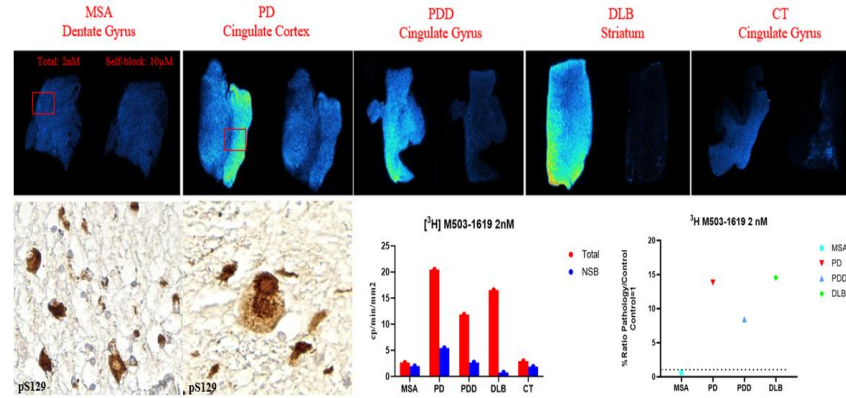 MSA
Dentate Gyrus
PD
Cingulate Cortex
PDD
Cingulate Gyrus
DLB
Striatum
CT
Cingulate Gyrus
Total: 2nM
Self-block: 10μM
pS129
pS129
[³H] M503-1619 2nM
cp/min/mm2
25
20
15
10
5
0
MSA PD PDD DLB CT
Total
NSB
³H M503-1619 2 nM
%Ratio Pathology/Control
Control=1
20
15
10
5
0
MSA PD PDD DLB
MSA
PD
PDD
DLB